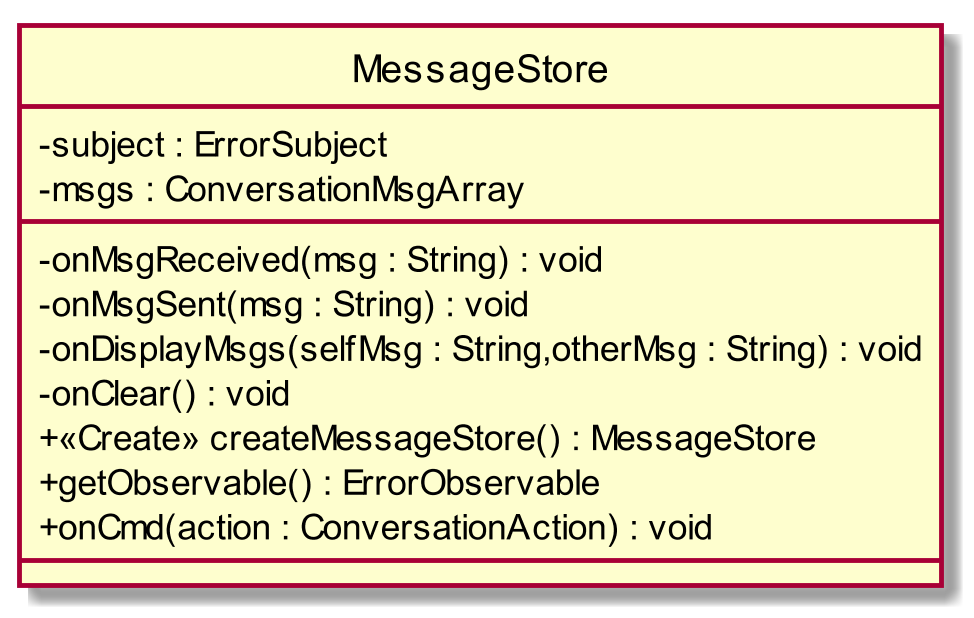 MessageStore
-subject : ErrorSubject
-msgs : ConversationMsgArray
-onMsgReceived(msg : String) : void
-onMsgSent(msg : String) : void
-onDisplayMsgs(selfMsg : String,otherMsg : String) : void
-onClear() : void
+«Create» createMessageStore() : MessageStore
+getObservable() : ErrorObservable
+onCmd(action : ConversationAction) : void